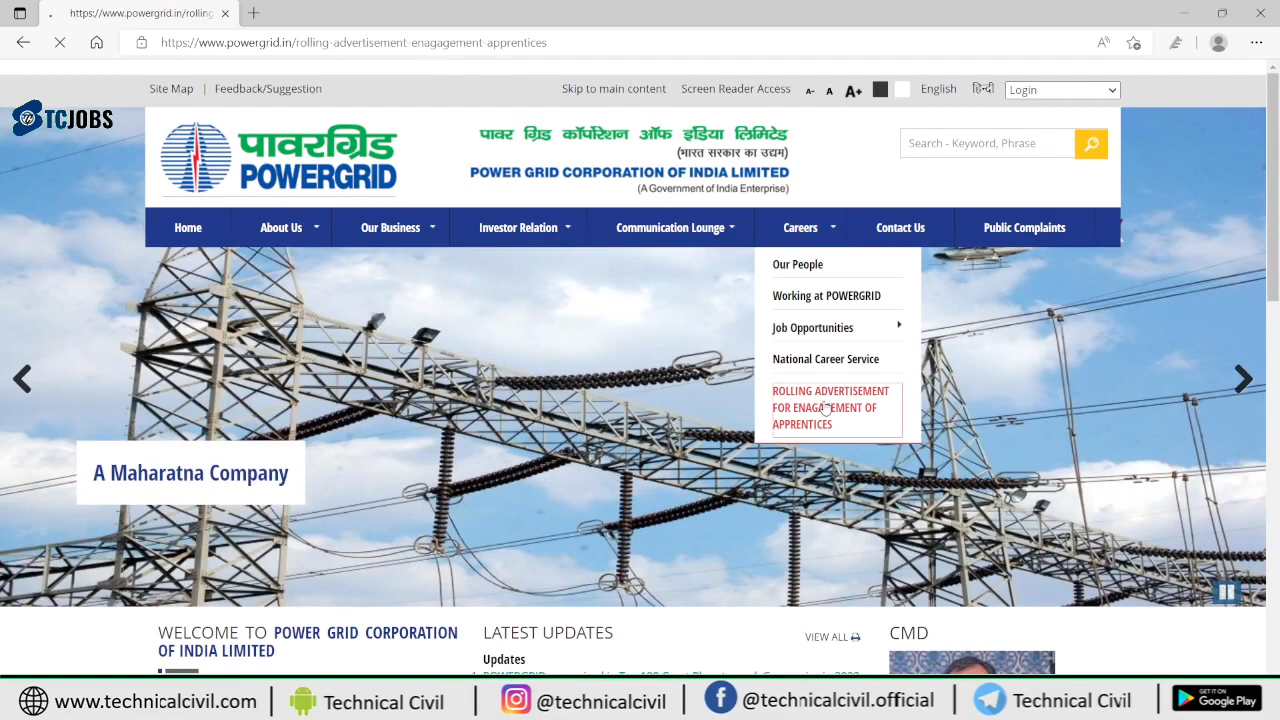 https://www.powergrid.in/rolling
https://www.powergrid.in/rolling-advertisement-enagagement-apprentices
Site Map | Feedback/Suggestion
Skip to main content Screen Reader Access A- A A+ English हिन्दी Login
TCJOBS
पावरग्रिड
POWERGRID
पावर ग्रिड कॉर्पोरेशन ऑफ इंडिया लिमिटेड
(भारत सरकार का उद्यम)
POWER GRID CORPORATION OF INDIA LIMITED
(A Government of India Enterprise)
Search - Keyword, Phrase
Home About Us Our Business Investor Relation Communication Lounge Careers Contact Us Public Complaints
Our People
Working at POWERGRID
Job Opportunities
National Career Service
ROLLING ADVERTISEMENT
FOR ENAGAGEMENT OF
APPRENTICES
A Maharatna Company
WELCOME TO POWER GRID CORPORATION
OF INDIA LIMITED
LATEST UPDATES
VIEW ALL
Updates
CMD
www.technicalcivil.com | Technical Civil | @technicalcivil | @technicalcivil.official | Technical Civil | GET IT ON Google Play